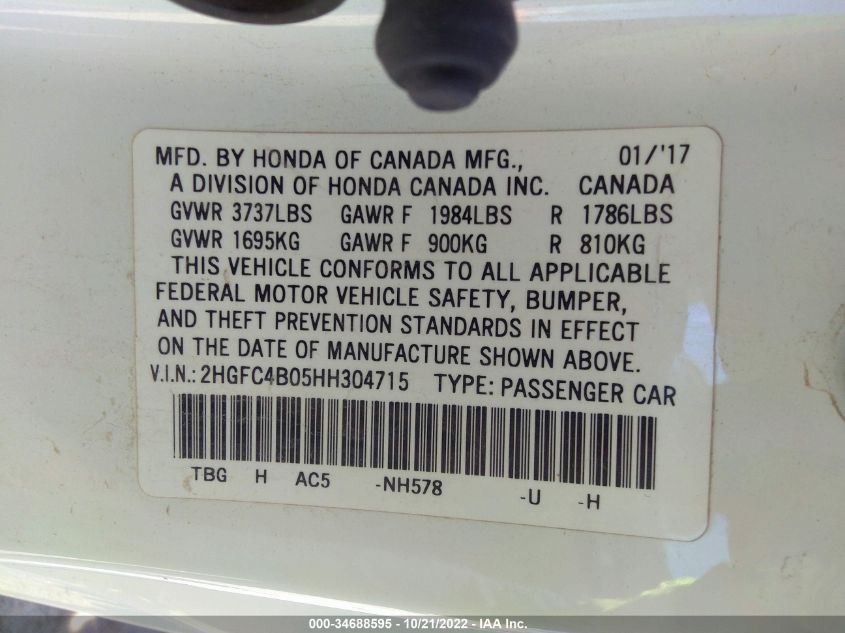 MFD. BY HONDA OF CANADA MFG., 01/'17
A DIVISION OF HONDA CANADA INC. CANADA
GVWR 3737LBS GAWR F 1984LBS R 1786LBS
GVWR 1695KG GAWR F 900KG R 810KG
THIS VEHICLE CONFORMS TO ALL APPLICABLE
FEDERAL MOTOR VEHICLE SAFETY, BUMPER,
AND THEFT PREVENTION STANDARDS IN EFFECT
ON THE DATE OF MANUFACTURE SHOWN ABOVE.
V.I.N.: 2HGFC4B05HH304715 TYPE: PASSENGER CAR
TBG H AC5 -NH578 -U -H
000-34688595 - 10/21/2022 - IAA Inc.